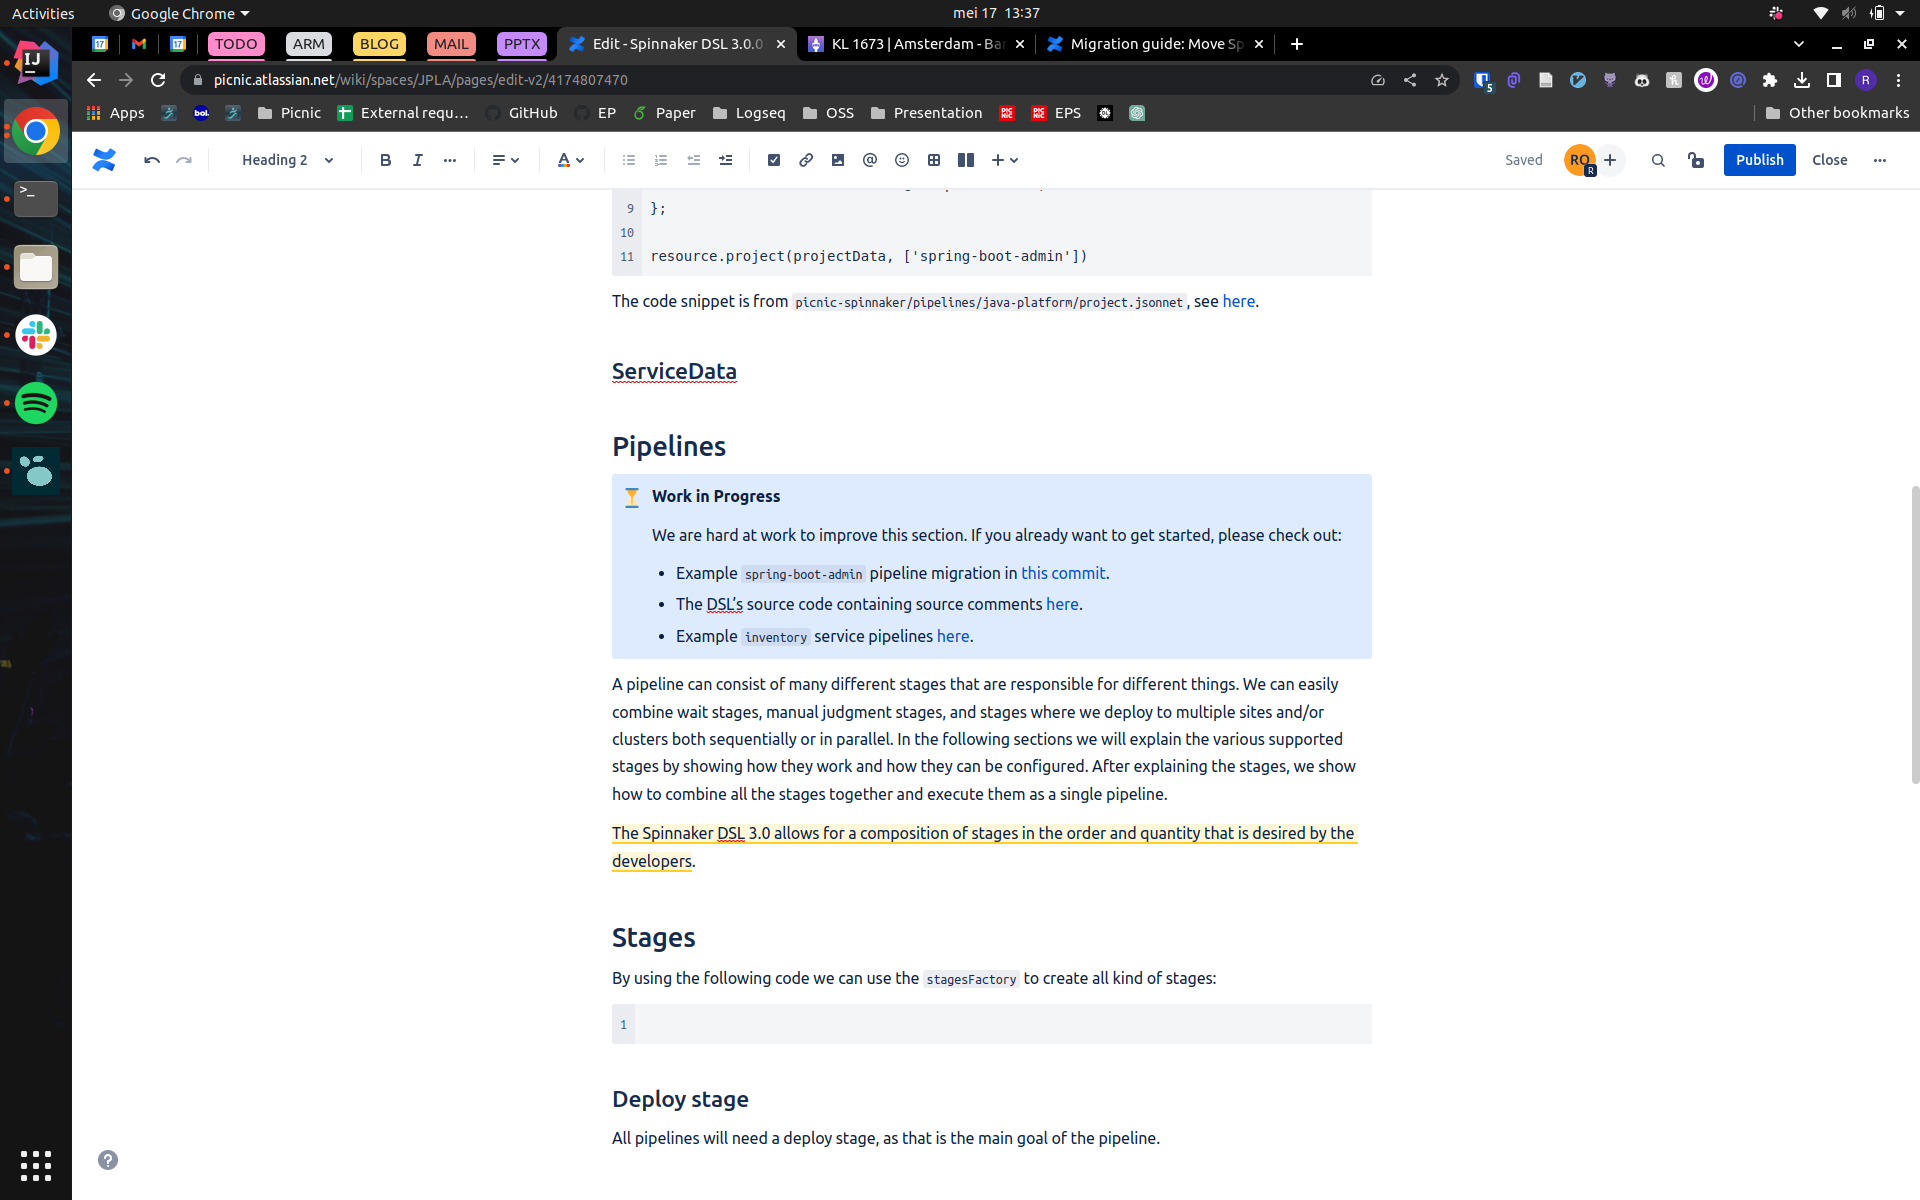 Activities
Google Chrome
mei 17 13:37
17
17
TODO
ARM
BLOG
MAIL
PPTX
Edit - Spinnaker DSL 3.0.0
KL 1673 | Amsterdam - Bar
Migration guide: Move Sp
picnic.atlassian.net/wiki/spaces/JPLA/pages/edit-v2/4174807470
5
R
Apps
bol.
Picnic
External requ…
GitHub
EP
Paper
Logseq
OSS
Presentation
EPS
Other bookmarks
Heading 2
B
I
A
Saved
RO
R
Publish
Close
9 };
10
11 resource.project(projectData, ['spring-boot-admin'])
The code snippet is from picnic-spinnaker/pipelines/java-platform/project.jsonnet, see here.
ServiceData
Pipelines
Work in Progress
We are hard at work to improve this section. If you already want to get started, please check out:
• Example spring-boot-admin pipeline migration in this commit.
• The DSL’s source code containing source comments here.
• Example inventory service pipelines here.
A pipeline can consist of many different stages that are responsible for different things. We can easily
combine wait stages, manual judgment stages, and stages where we deploy to multiple sites and/or
clusters both sequentially or in parallel. In the following sections we will explain the various supported
stages by showing how they work and how they can be configured. After explaining the stages, we show
how to combine all the stages together and execute them as a single pipeline.
The Spinnaker DSL 3.0 allows for a composition of stages in the order and quantity that is desired by the
developers.
Stages
By using the following code we can use the stagesFactory to create all kind of stages:
1
Deploy stage
All pipelines will need a deploy stage, as that is the main goal of the pipeline.